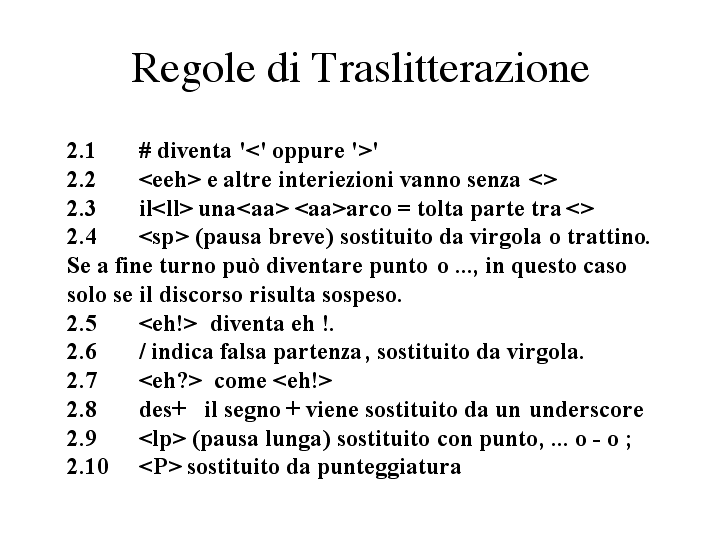 Regole di Traslitterazione
2.1 # diventa '<' oppure '>'
2.2 <eeh> e altre interiezioni vanno senza <>
2.3 il<ll> una<aa> <aa>arco = tolta parte tra <>
2.4 <sp> (pausa breve) sostituito da virgola o trattino.
Se a fine turno può diventare punto o ..., in questo caso
solo se il discorso risulta sospeso.
2.5 <eh!> diventa eh !.
2.6 / indica falsa partenza , sostituito da virgola.
2.7 <eh?> come <eh!>
2.8 des+ il segno + viene sostituito da un underscore
2.9 <lp> (pausa lunga) sostituito con punto, ... o - o ;
2.10 <P> sostituito da punteggiatura